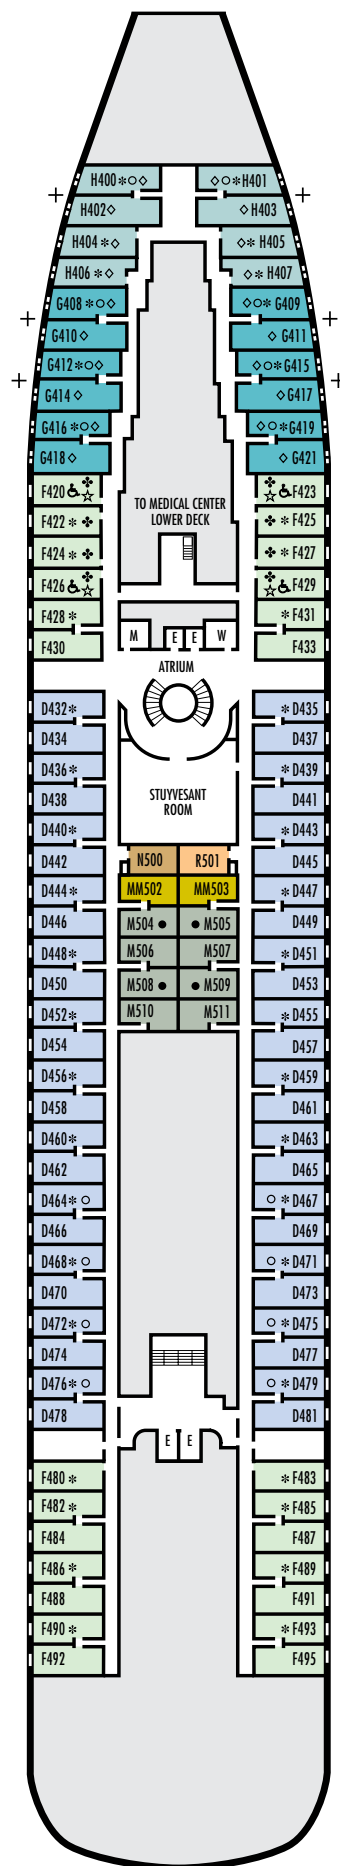 H400 *○◇ ◇○* H401
H402 ◇ ◇ H403
H404 *◇ ◇* H405
H406 *◇ ◇* H407
G408 *○◇ ◇○* G409
G410 ◇ ◇ G411
G412 *○◇ ◇○* G415
G414 ◇ ◇ G417
G416 *○◇ ◇○* G419
G418 ◇ ◇ G421
F420 ♿✤☆ ✤☆♿ F423
TO MEDICAL CENTER
LOWER DECK
F422 *✤ ✤* F425
F424 *✤ ✤* F427
F426 ♿✤☆ ✤☆♿ F429
F428 * * F431
M E E W
F430 F433
ATRIUM
D432 * * D435
D434 D437
D436 * * D439
STUYVESANT
ROOM
D438 D441
D440 * * D443
D442 N500 R501 D445
D444 * MM502 MM503 * D447
D446 M504 ● ● M505 D449
D448 * M506 M507 * D451
D450 M508 ● ● M509 D453
D452 * M510 M511 * D455
D454 D457
D456 * * D459
D458 D461
D460 * * D463
D462 D465
D464 *○ ○* D467
D466 D469
D468 *○ ○* D471
D470 D473
D472 *○ ○* D475
D474 D477
D476 *○ ○* D479
D478 D481
E E
F480 * * F483
F482 * * F485
F484 F487
F486 * * F489
F488 F491
F490 * * F493
F492 F495